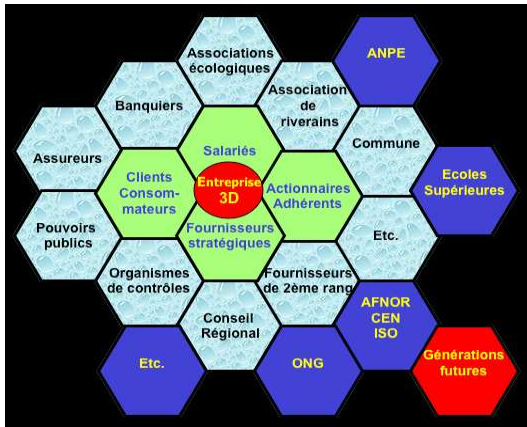 Associations
écologiques
ANPE
Banquiers
Association
de
riverains
Assureurs
Salariés
Commune
Clients
Consom-
mateurs
Entreprise
3D
Actionnaires
Adhérents
Ecoles
Supérieures
Pouvoirs
publics
Fournisseurs
stratégiques
Etc.
Organismes
de contrôles
Fournisseurs
de 2ème rang
Conseil
Régional
AFNOR
CEN
ISO
Etc.
ONG
Générations
futures